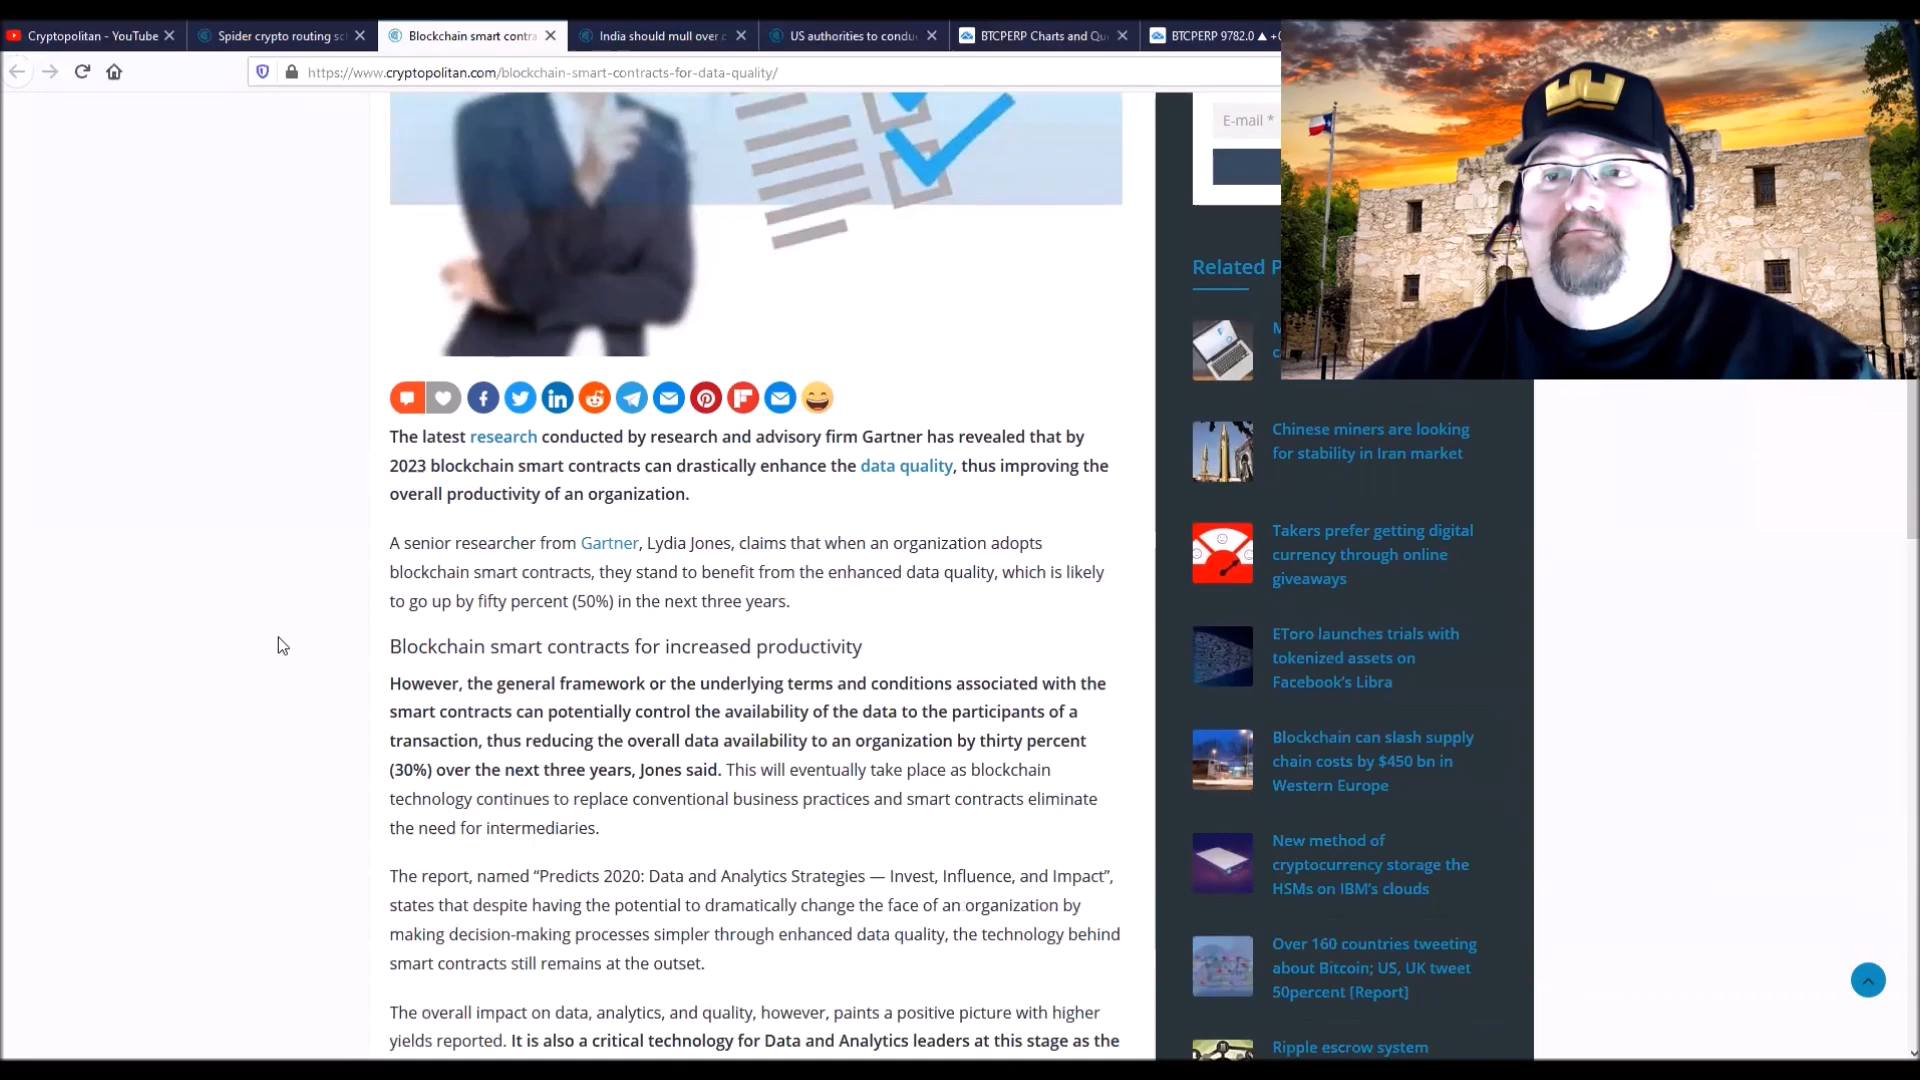 Cryptopolitan - YouTube
Spider crypto routing sc
Blockchain smart contra
India should mull over c
US authorities to condu
BTCPERP Charts and Qu
BTCPERP 9782.0 ▲ +0
https://www.cryptopolitan.com/blockchain-smart-contracts-for-data-quality/
E-mail *
The latest research conducted by research and advisory firm Gartner has revealed that by
2023 blockchain smart contracts can drastically enhance the data quality, thus improving the
overall productivity of an organization.
A senior researcher from Gartner, Lydia Jones, claims that when an organization adopts
blockchain smart contracts, they stand to benefit from the enhanced data quality, which is likely
to go up by fifty percent (50%) in the next three years.
Blockchain smart contracts for increased productivity
However, the general framework or the underlying terms and conditions associated with the
smart contracts can potentially control the availability of the data to the participants of a
transaction, thus reducing the overall data availability to an organization by thirty percent
(30%) over the next three years, Jones said. This will eventually take place as blockchain
technology continues to replace conventional business practices and smart contracts eliminate
the need for intermediaries.
The report, named “Predicts 2020: Data and Analytics Strategies — Invest, Influence, and Impact”,
states that despite having the potential to dramatically change the face of an organization by
making decision-making processes simpler through enhanced data quality, the technology behind
smart contracts still remains at the outset.
The overall impact on data, analytics, and quality, however, paints a positive picture with higher
yields reported. It is also a critical technology for Data and Analytics leaders at this stage as the
Related P
Chinese miners are looking
for stability in Iran market
Takers prefer getting digital
currency through online
giveaways
EToro launches trials with
tokenized assets on
Facebook’s Libra
Blockchain can slash supply
chain costs by $450 bn in
Western Europe
New method of
cryptocurrency storage the
HSMs on IBM’s clouds
Over 160 countries tweeting
about Bitcoin; US, UK tweet
50percent [Report]
Ripple escrow system